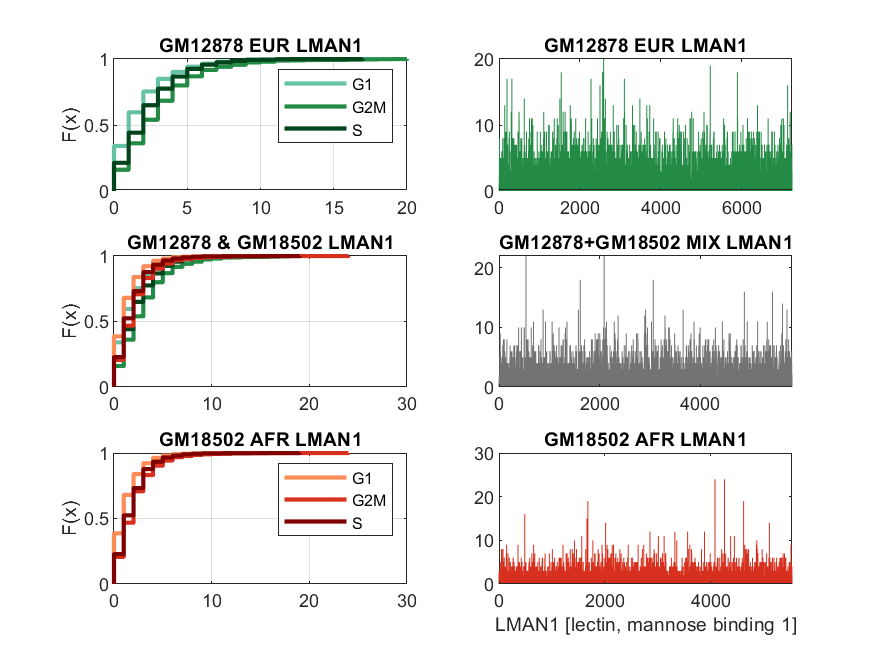 GM12878 EUR LMAN1
1
0.5
0
F(x)
0 5 10 15 20
G1
G2M
S
GM12878 EUR LMAN1
20
10
0
0 2000 4000 6000
GM12878 & GM18502 LMAN1
1
0.5
0
F(x)
0 10 20 30
GM12878+GM18502 MIX LMAN1
20
10
0
0 2000 4000
GM18502 AFR LMAN1
1
0.5
0
F(x)
0 10 20 30
G1
G2M
S
GM18502 AFR LMAN1
30
20
10
0
0 2000 4000
LMAN1 [lectin, mannose binding 1]